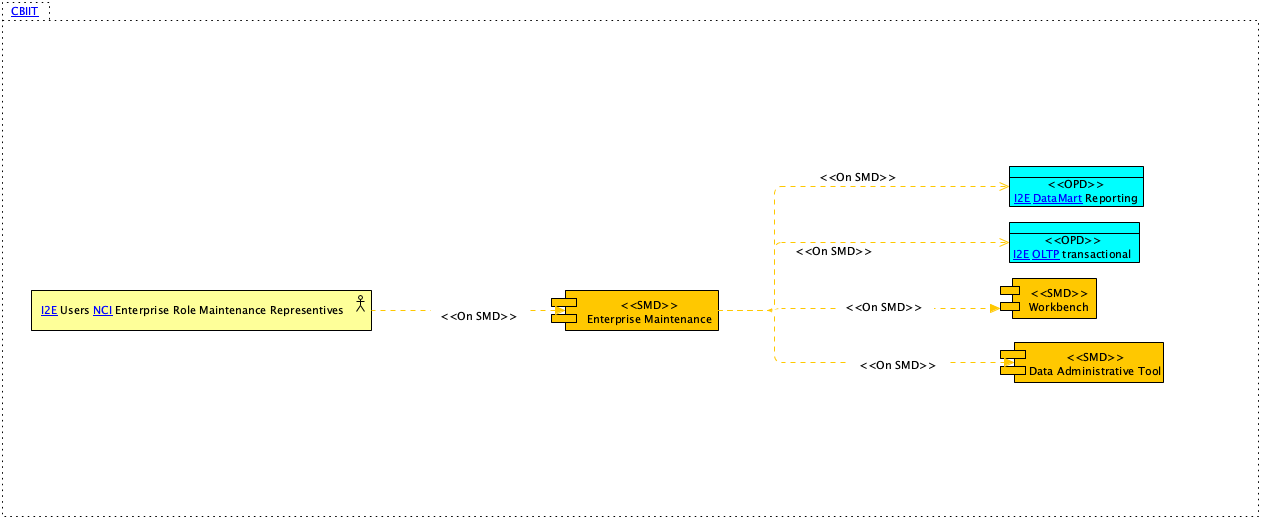 CBIIT
<<On SMD>>
<<OPD>>
I2E DataMart Reporting
<<OPD>>
<<On SMD>>
I2E OLTP transactional
I2E Users NCI Enterprise Role Maintenance Representives
<<On SMD>>
<<SMD>>
Enterprise Maintenance
<<On SMD>>
<<SMD>>
Workbench
<<On SMD>>
<<SMD>>
Data Administrative Tool